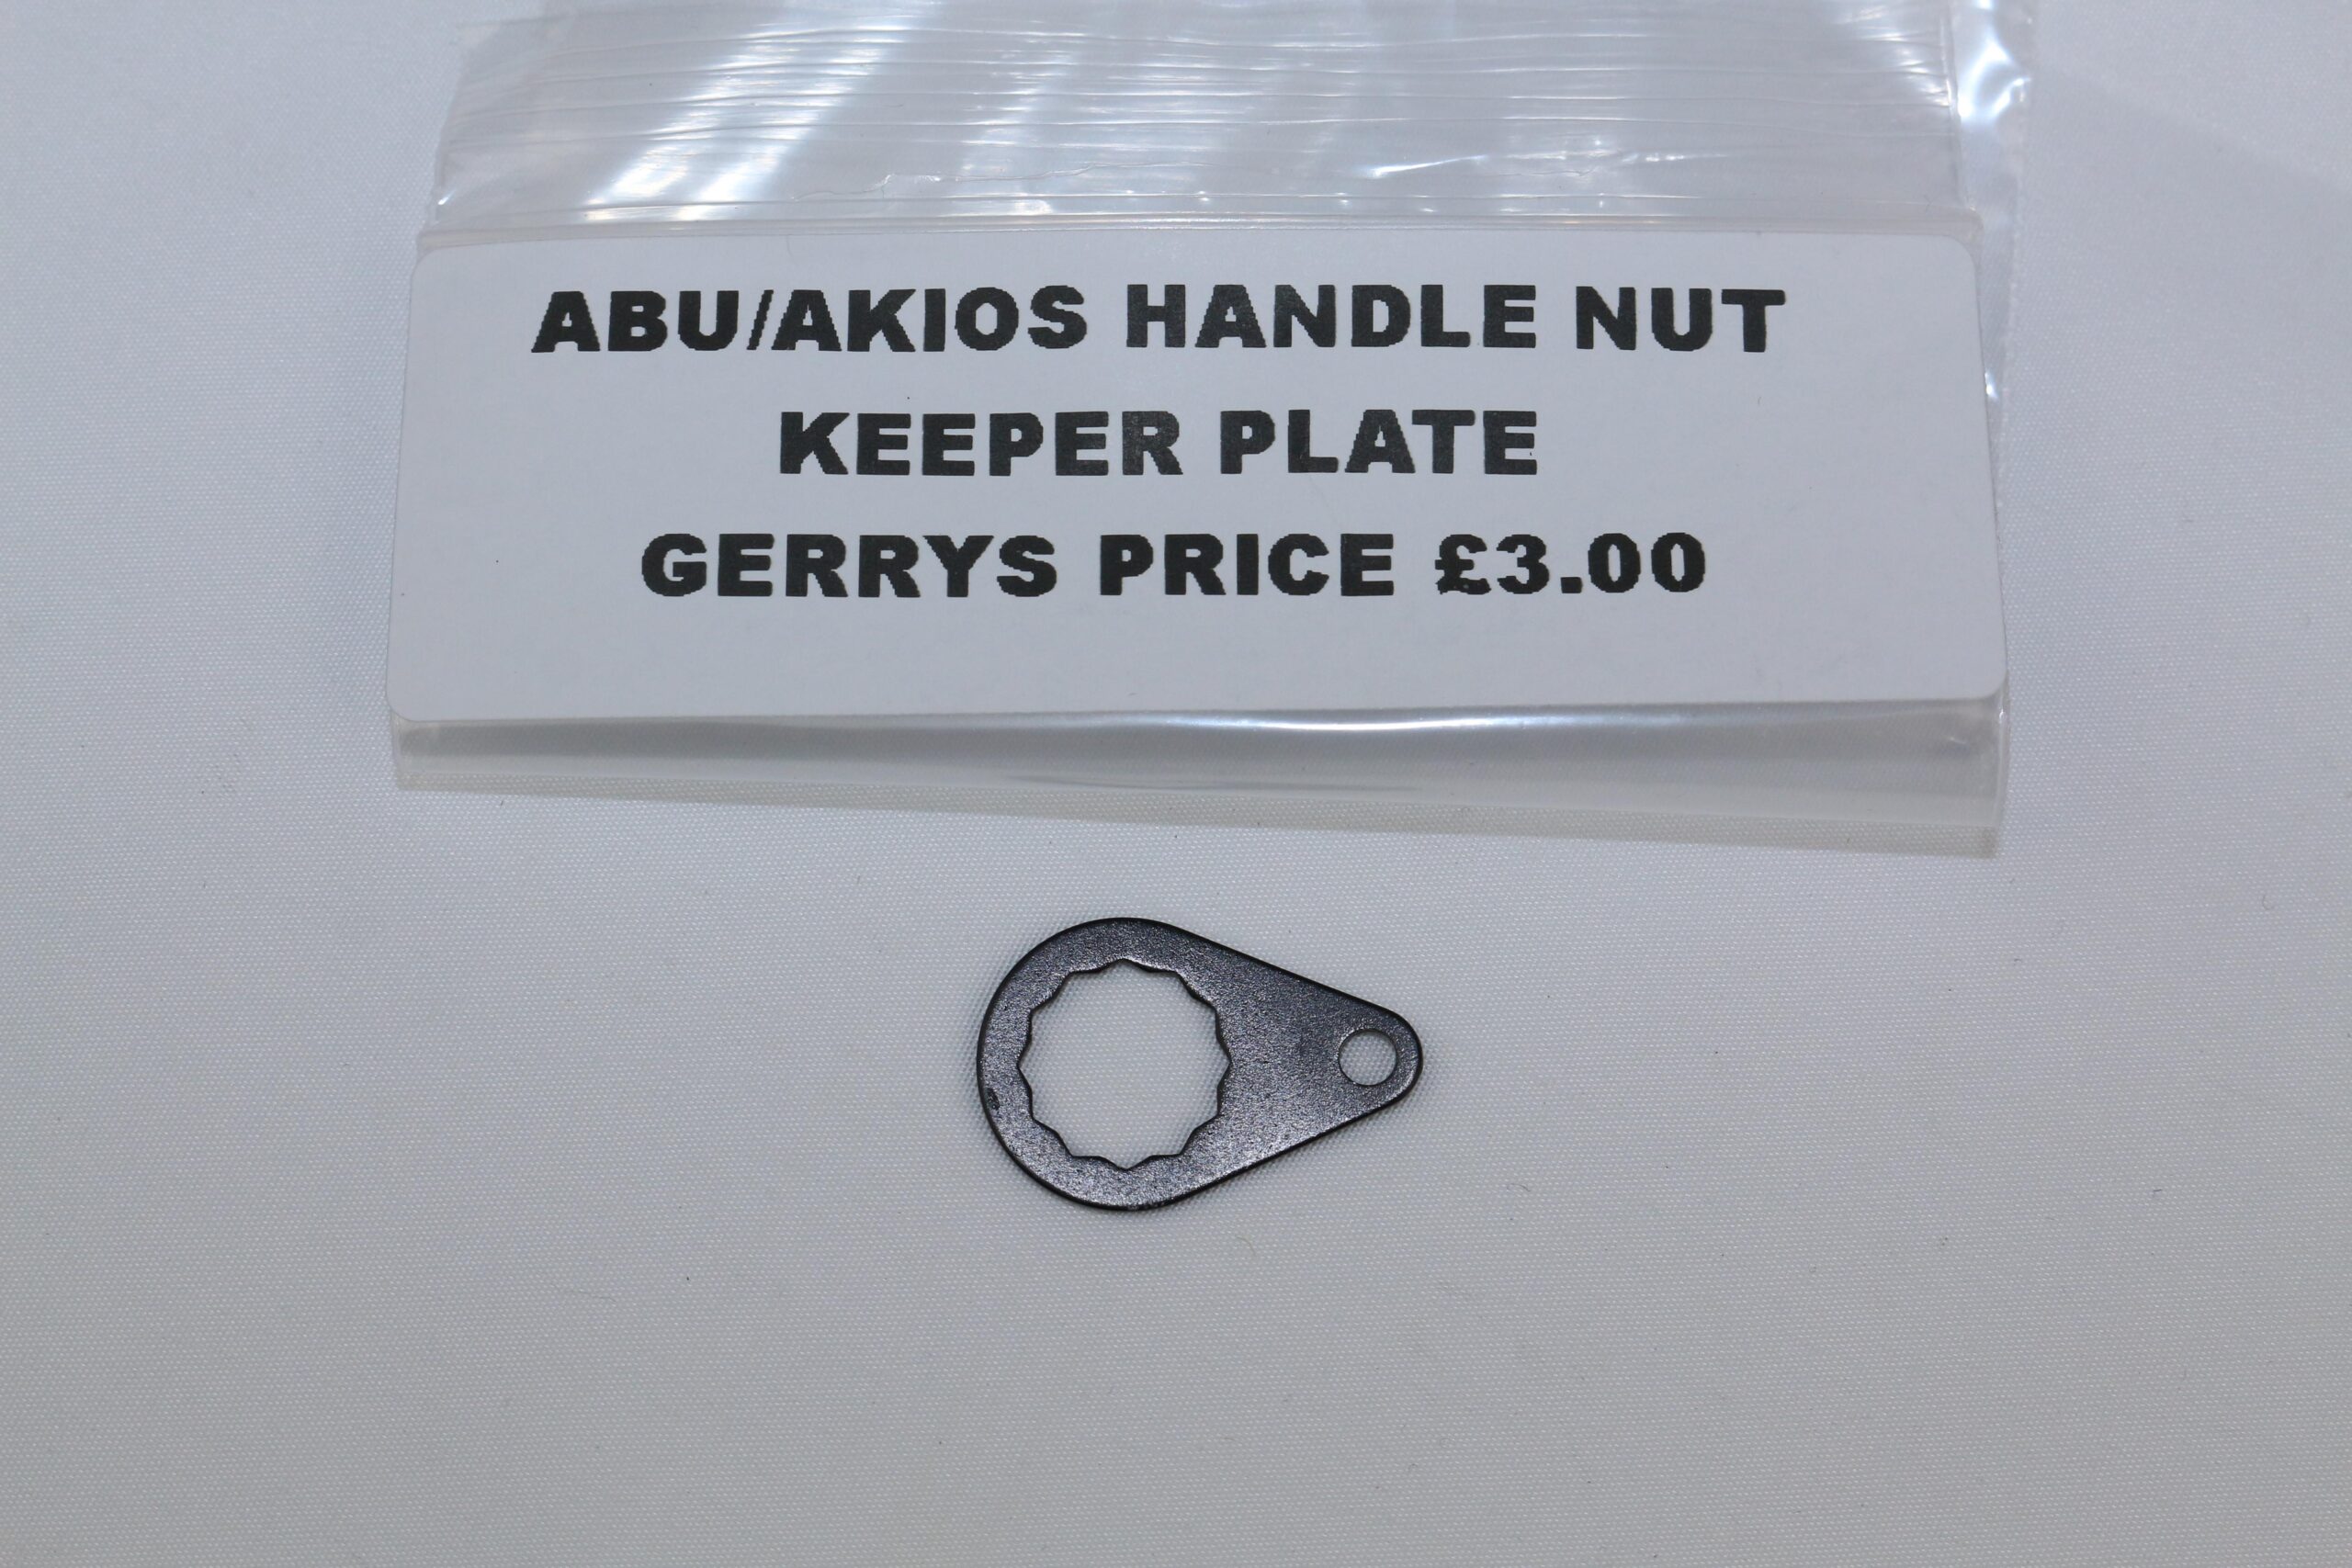 ABU/AKIOS HANDLE NUT
KEEPER PLATE
GERRYS PRICE £3.00